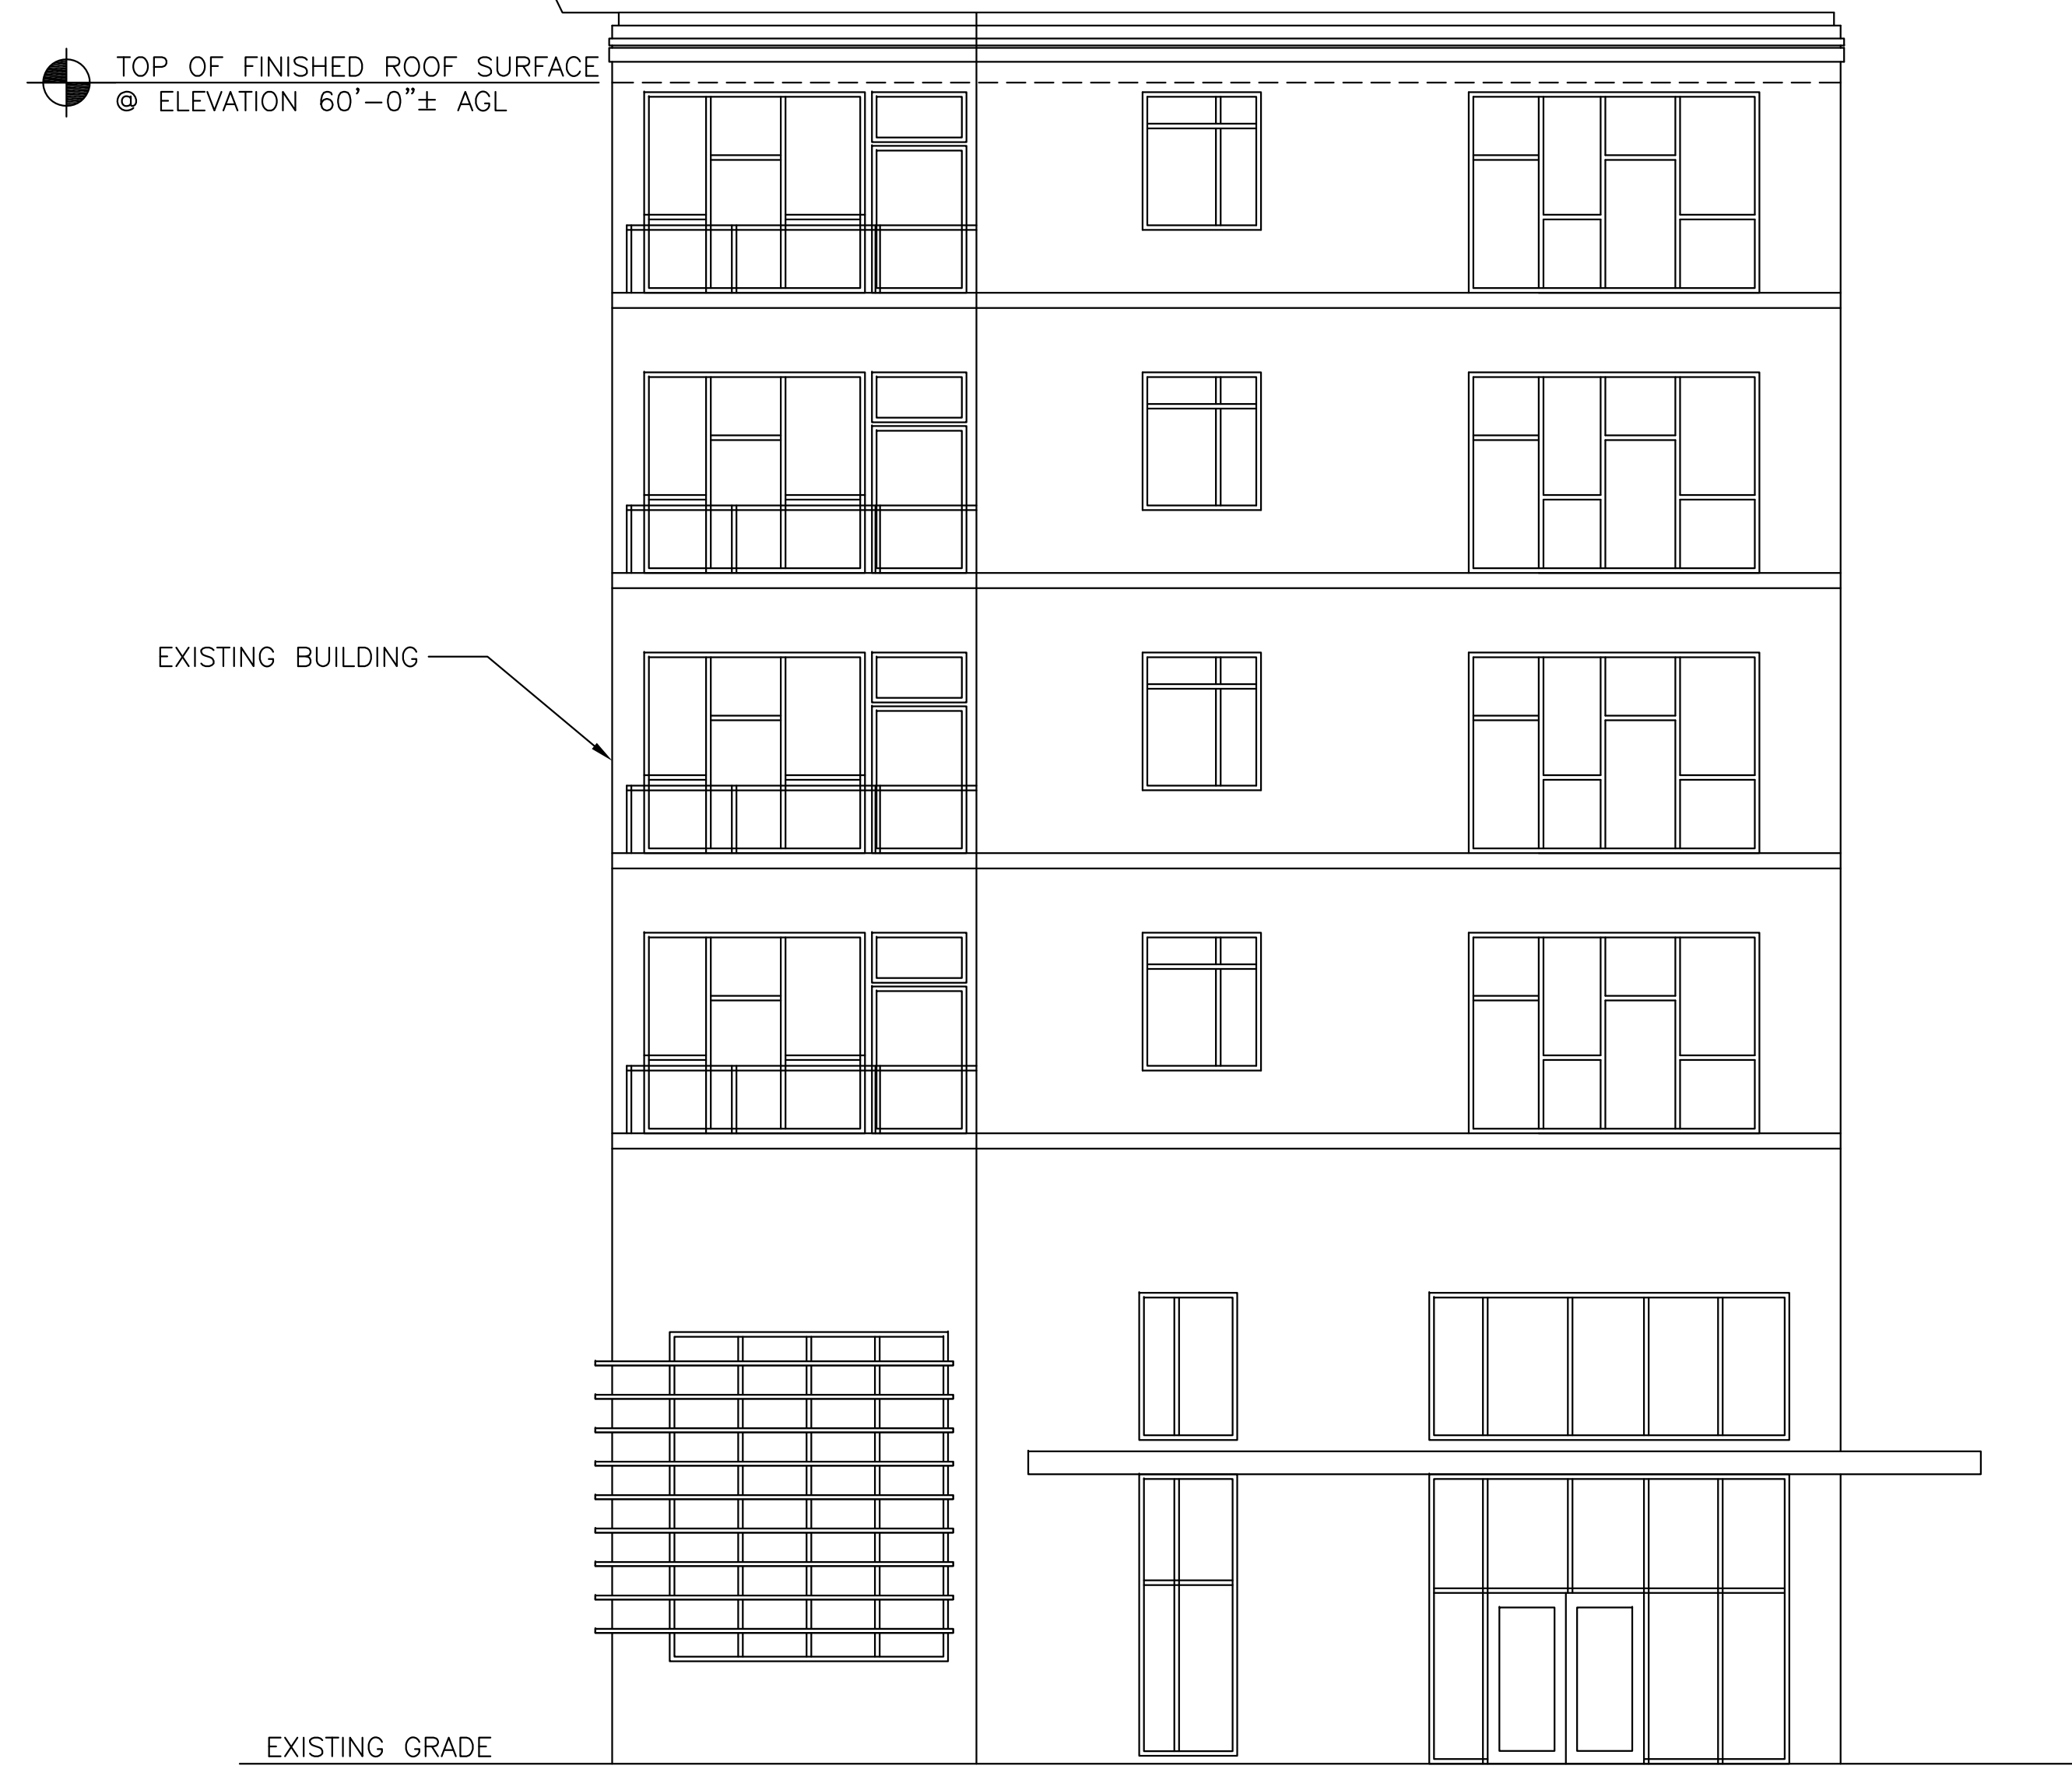 TOP OF FINISHED ROOF SURFACE
@ ELEVATION 60'-0"± AGL
EXISTING BUILDING
EXISTING GRADE